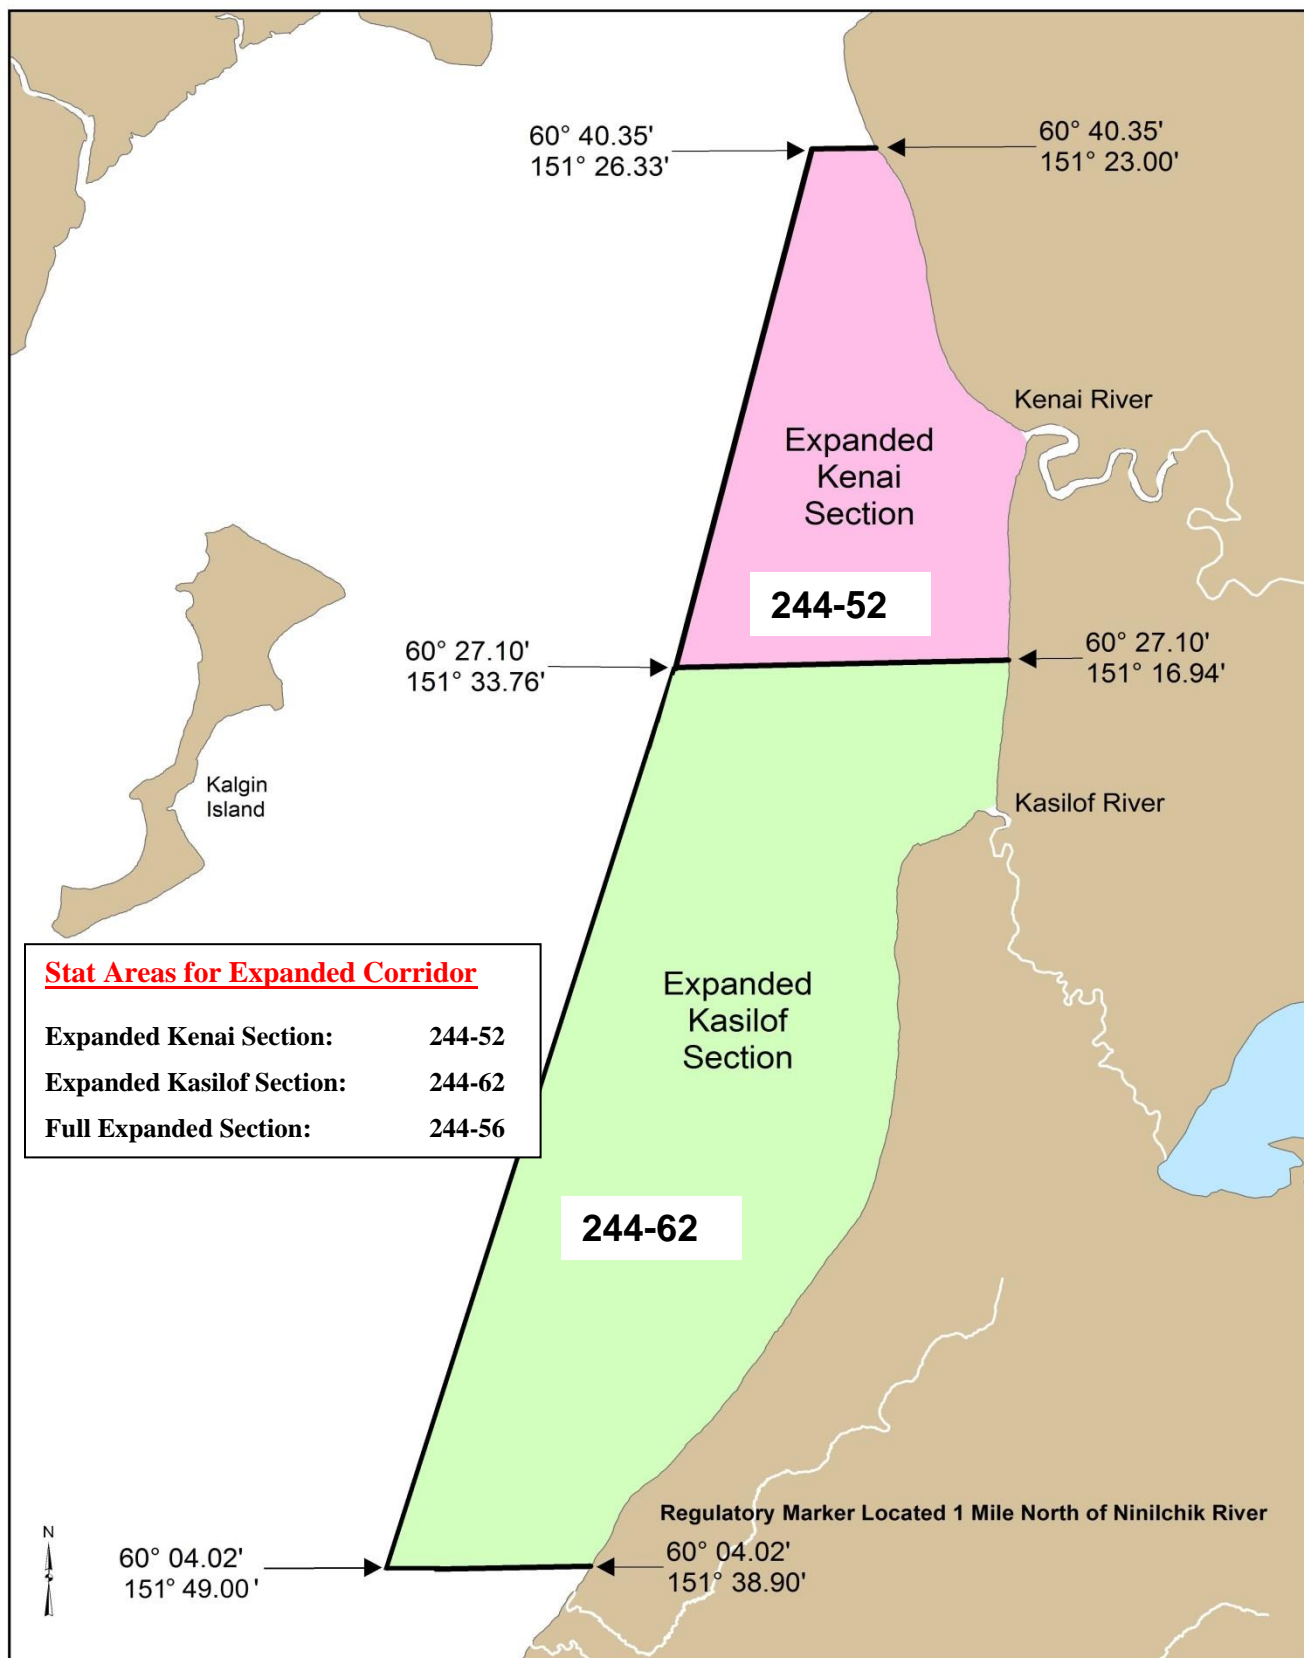 60° 40.35'
151° 26.33'
60° 40.35'
151° 23.00'
Kenai River
Expanded
Kenai
Section
244-52
60° 27.10'
151° 33.76'
60° 27.10'
151° 16.94'
Kalgin
Island
Kasilof River
Stat Areas for Expanded Corridor
Expanded Kenai Section: 244-52
Expanded Kasilof Section: 244-62
Full Expanded Section: 244-56
Expanded
Kasilof
Section
244-62
Regulatory Marker Located 1 Mile North of Ninilchik River
N
60° 04.02'
151° 49.00'
60° 04.02'
151° 38.90'